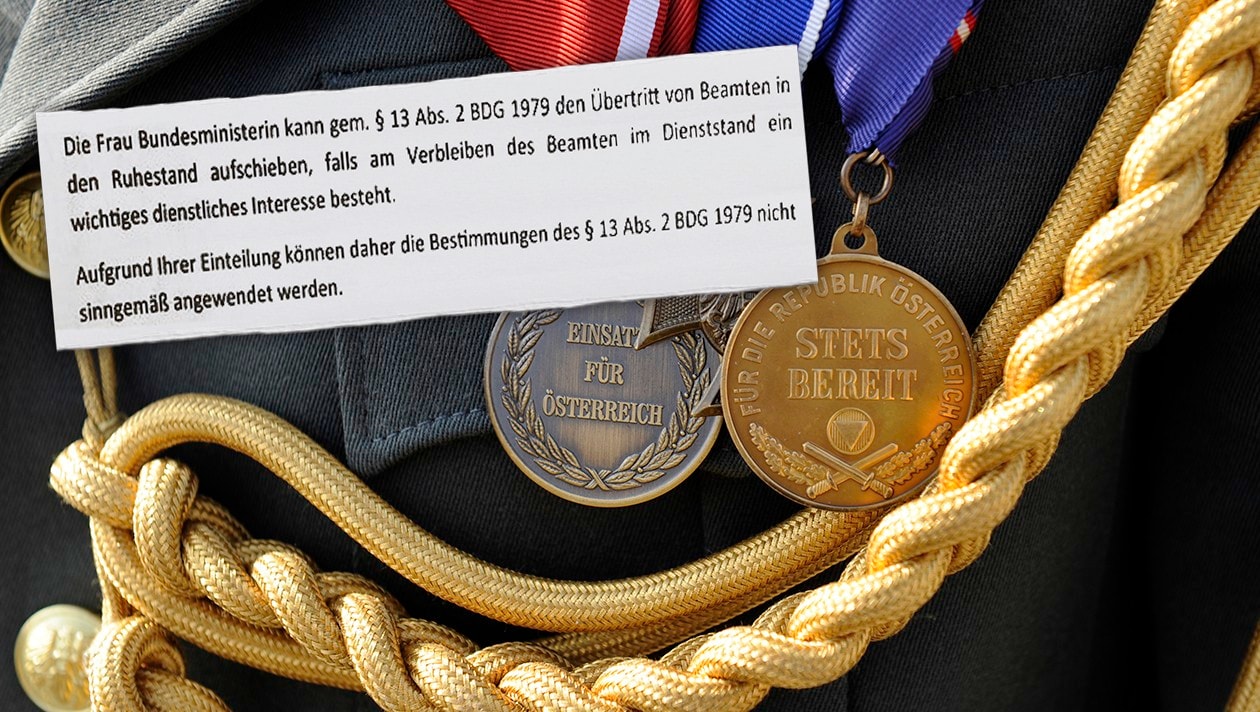 Die Frau Bundesministerin kann gem. § 13 Abs. 2 BDG 1979 den Übertritt von Beamten in
den Ruhestand aufschieben, falls am Verbleiben des Beamten im Dienststand ein
wichtiges dienstliches Interesse besteht.
Aufgrund Ihrer Einteilung können daher die Bestimmungen des § 13 Abs. 2 BDG 1979 nicht
sinngemäß angewendet werden.
EINSATZ
FÜR
ÖSTERREICH
FÜR DIE REPUBLIK ÖSTERREICH
STETS
BEREIT